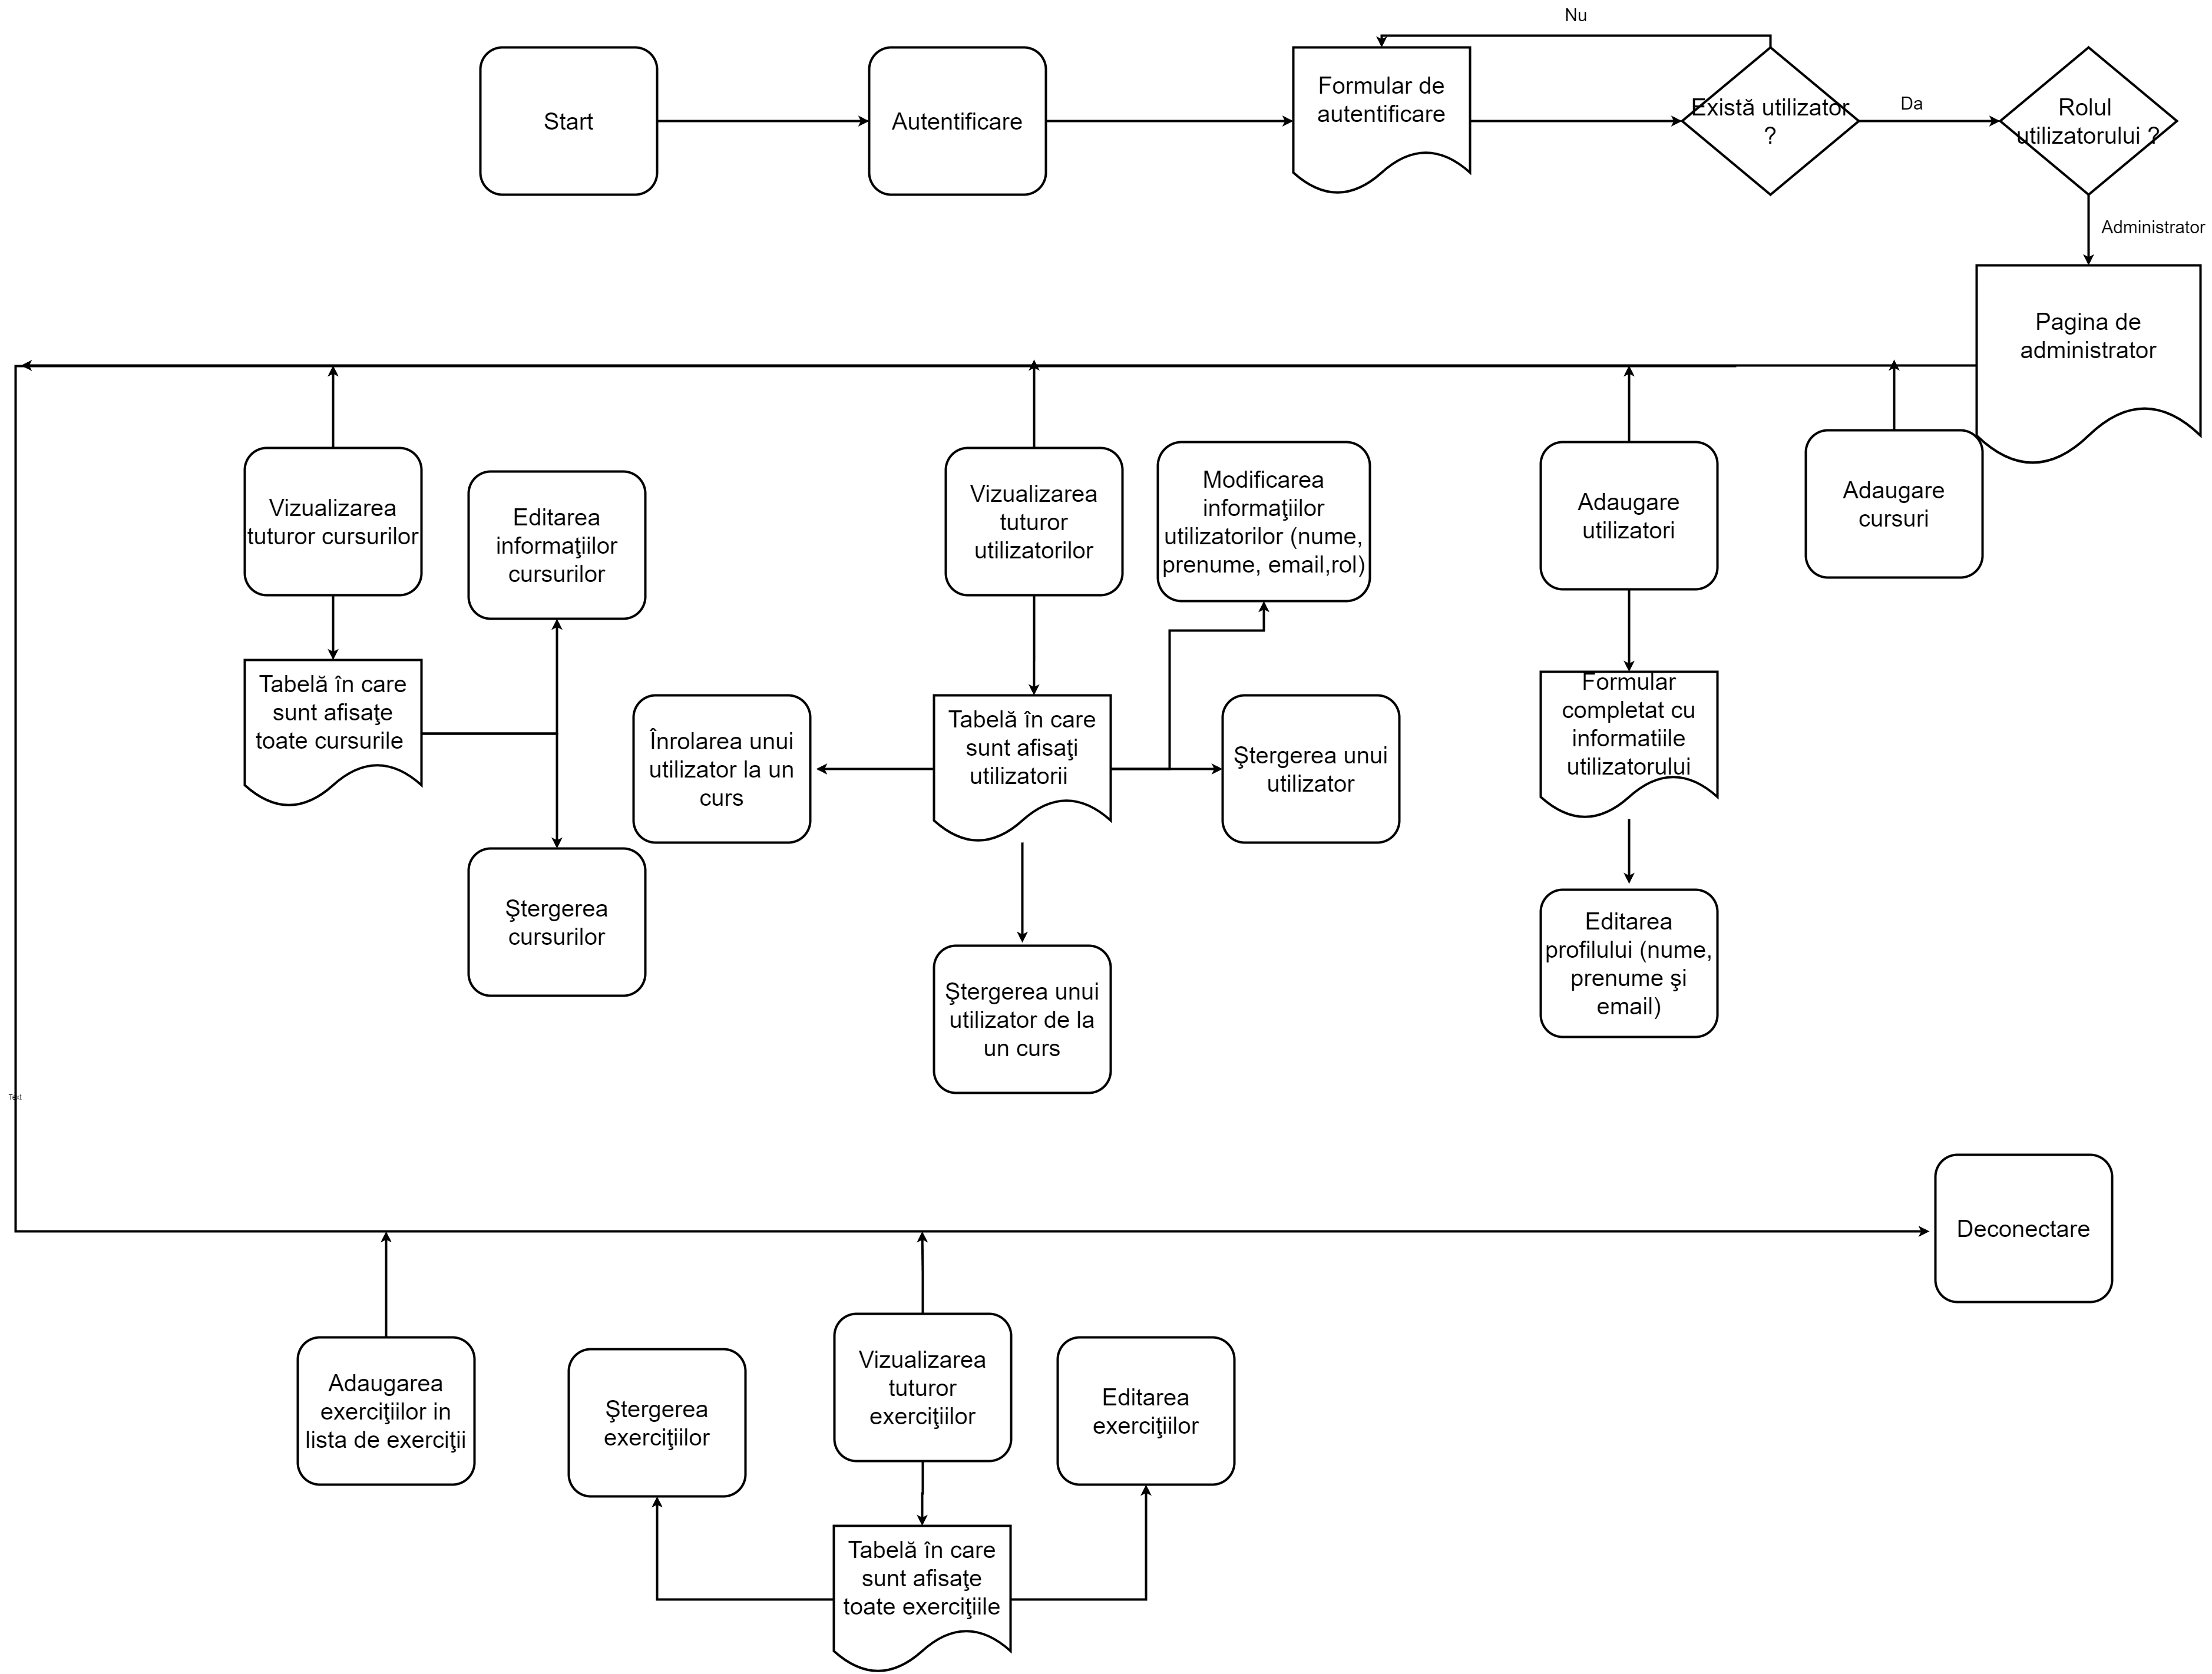 Nu
Start
Autentificare
Formular de
autentificare
Există utilizator
?
Da
Rolul
utilizatorului ?
Administrator
Pagina de
administrator
Vizualizarea
tuturor cursurilor
Editarea
informaţiilor
cursurilor
Vizualizarea
tuturor
utilizatorilor
Modificarea
informaţiilor
utilizatorilor (nume,
prenume, email,rol)
Adaugare
utilizatori
Adaugare
cursuri
Tabelă în care
sunt afisaţe
toate cursurile
Înrolarea unui
utilizator la un
curs
Tabelă în care
sunt afisaţi
utilizatorii
Ştergerea unui
utilizator
Formular
completat cu
informatiile
utilizatorului
Ştergerea
cursurilor
Ştergerea unui
utilizator de la
un curs
Editarea
profilului (nume,
prenume şi
email)
Text
Deconectare
Adaugarea
exerciţiilor in
lista de exerciţii
Ştergerea
exerciţiilor
Vizualizarea
tuturor
exerciţiilor
Editarea
exerciţiilor
Tabelă în care
sunt afisaţe
toate exerciţiile